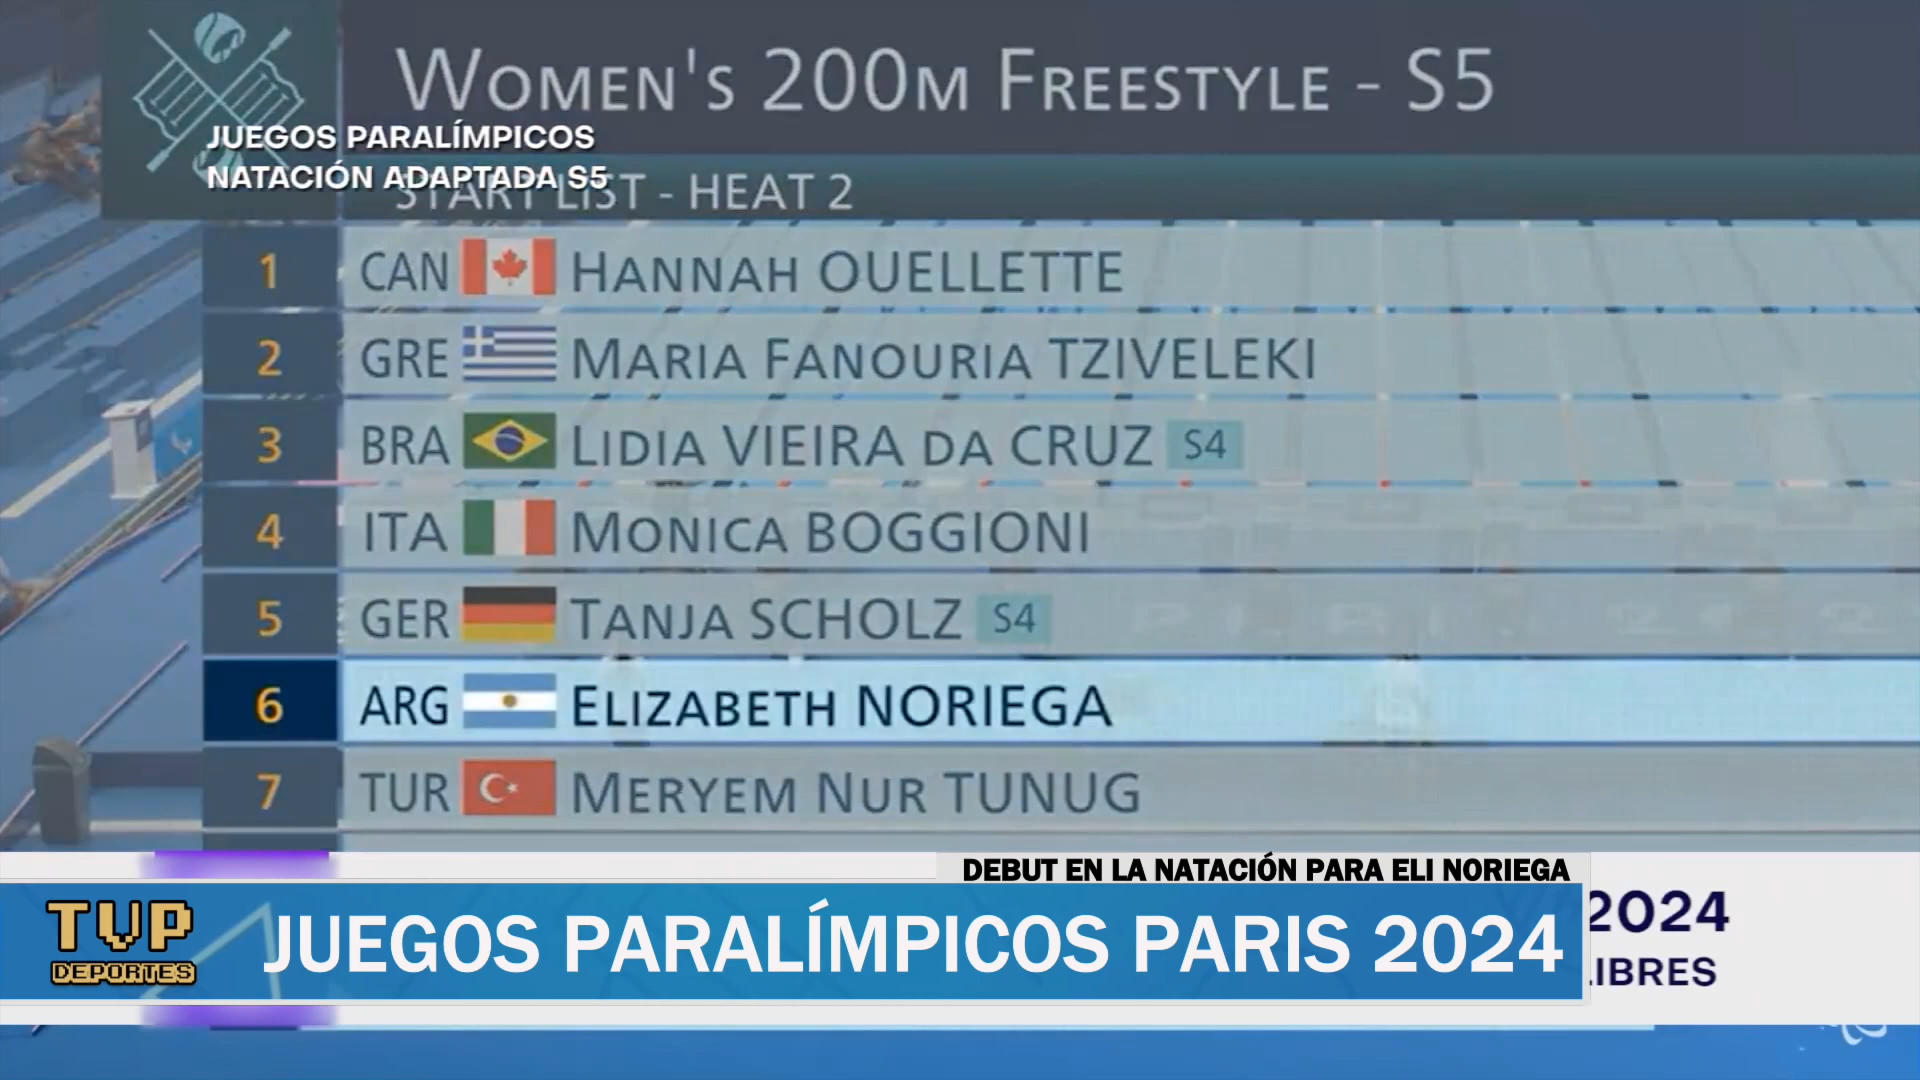 WOMEN'S 200M FREESTYLE - S5
JUEGOS PARALÍMPICOS
NATACIÓN ADAPTADA S5
START LIST - HEAT 2
1 CAN HANNAH OUELLETTE
2 GRE MARIA FANOURIA TZIVELEKI
3 BRA LIDIA VIEIRA DA CRUZ S4
4 ITA MONICA BOGGIONI
5 GER TANJA SCHOLZ S4
6 ARG ELIZABETH NORIEGA
7 TUR MERYEM NUR TUNUG
DEBUT EN LA NATACIÓN PARA ELI NORIEGA
TVP
DEPORTES
JUEGOS PARALÍMPICOS PARIS 2024
2024
LIBRES